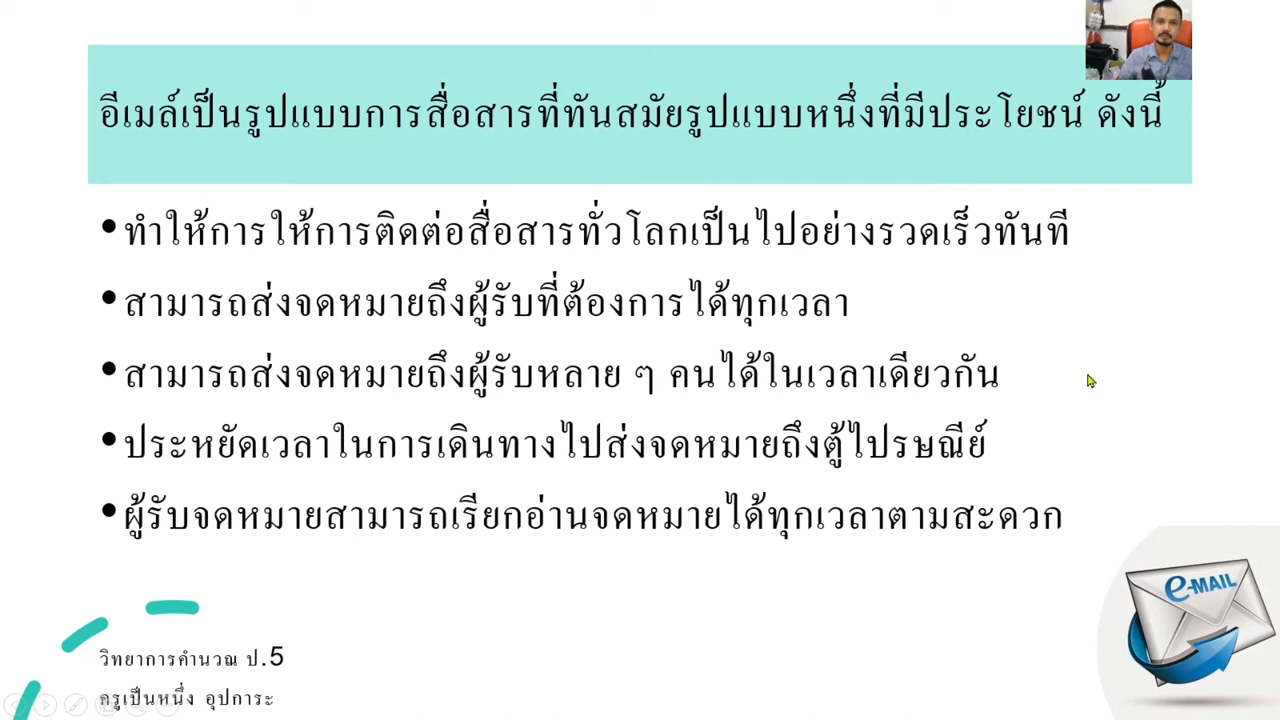 อีเมล์เป็นรูปแบบการสื่อสารที่ทันสมัยรูปแบบหนึ่งที่มีประโยชน์ ดังนี้
•ทำให้การให้การติดต่อสื่อสารทั่วโลกเป็นไปอย่างรวดเร็วทันที
•สามารถส่งจดหมายถึงผู้รับที่ต้องการได้ทุกเวลา
•สามารถส่งจดหมายถึงผู้รับหลาย ๆ คนได้ในเวลาเดียวกัน
•ประหยัดเวลาในการเดินทางไปส่งจดหมายถึงตู้ไปรษณีย์
•ผู้รับจดหมายสามารถเรียกอ่านจดหมายได้ทุกเวลาตามสะดวก
e-MAIL
วิทยาการคำนวณ ป.5
ครูเป็นหนึ่ง อุปการะ